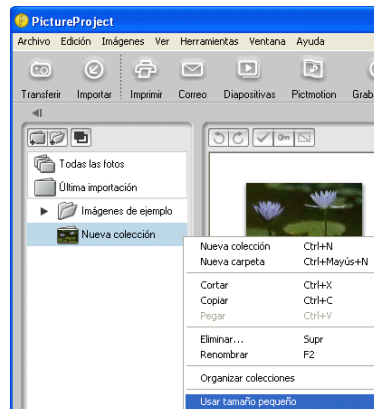 PictureProject
Archivo Edición Imágenes Ver Herramientas Ventana Ayuda
Transferir Importar Imprimir Correo Diapositivas Pictmotion Grab
Todas las fotos
Última importación
Imágenes de ejemplo
Nueva colección
Nueva colección Ctrl+N
Nueva carpeta Ctrl+Mayús+N
Cortar Ctrl+X
Copiar Ctrl+C
Pegar Ctrl+V
Eliminar... Supr
Renombrar F2
Organizar colecciones
Usar tamaño pequeño